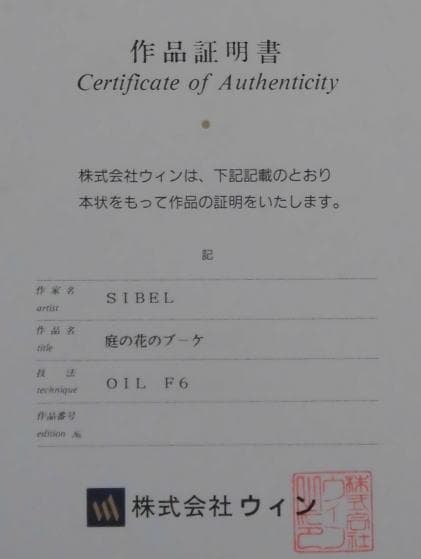 作品証明書
Certificate of Authenticity
株式会社ウィンは、下記記載のとおり
本状をもって作品の証明をいたします。
記
作家名
artist
SIBEL
作品名
title
庭の花のブーケ
技法
technique
OIL F6
作品番号
edition №
株式会社ウィン
株式会社
ウィン